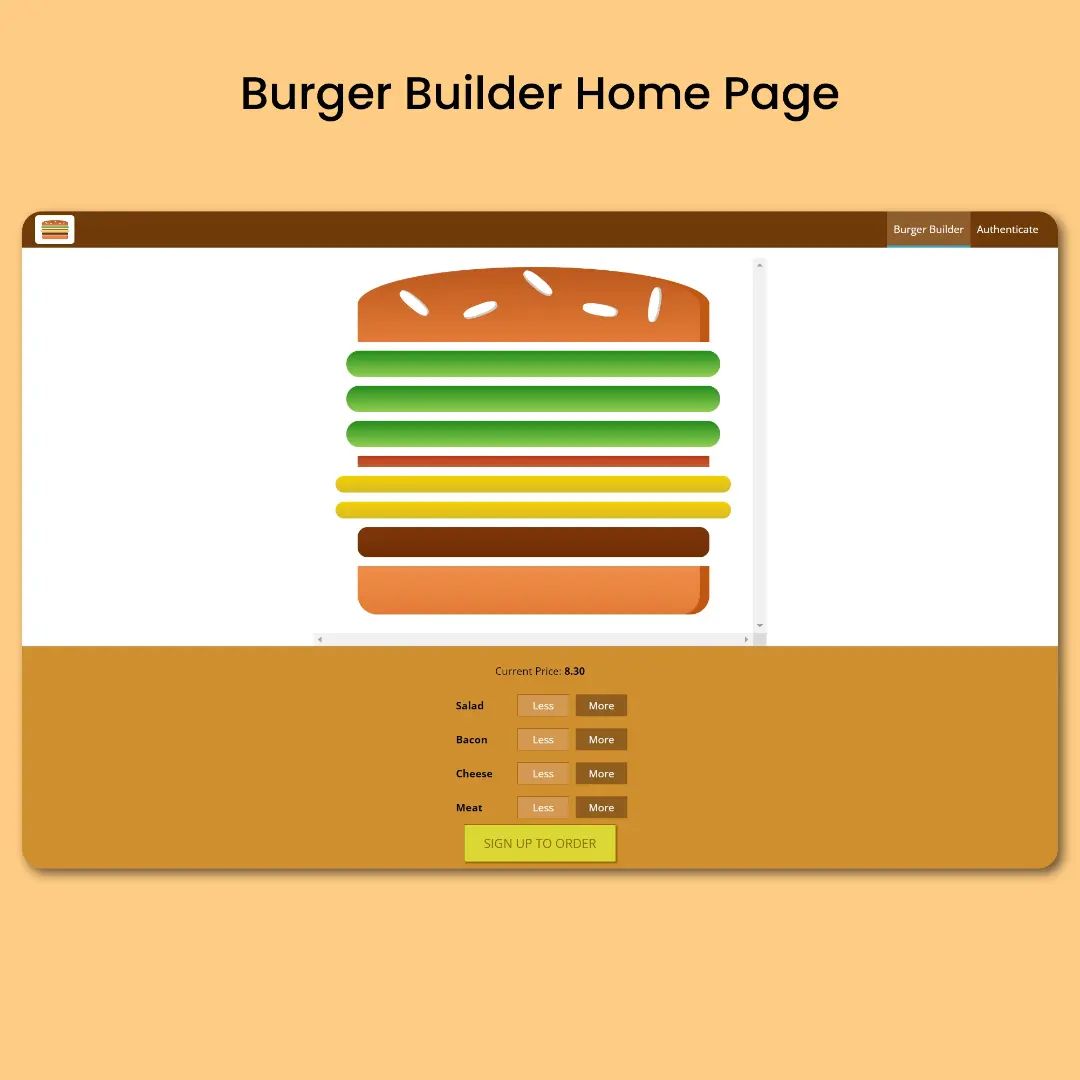 Burger Builder Home Page
Burger Builder Authenticate
Current Price: 8.30
Salad Less More
Bacon Less More
Cheese Less More
Meat Less More
SIGN UP TO ORDER